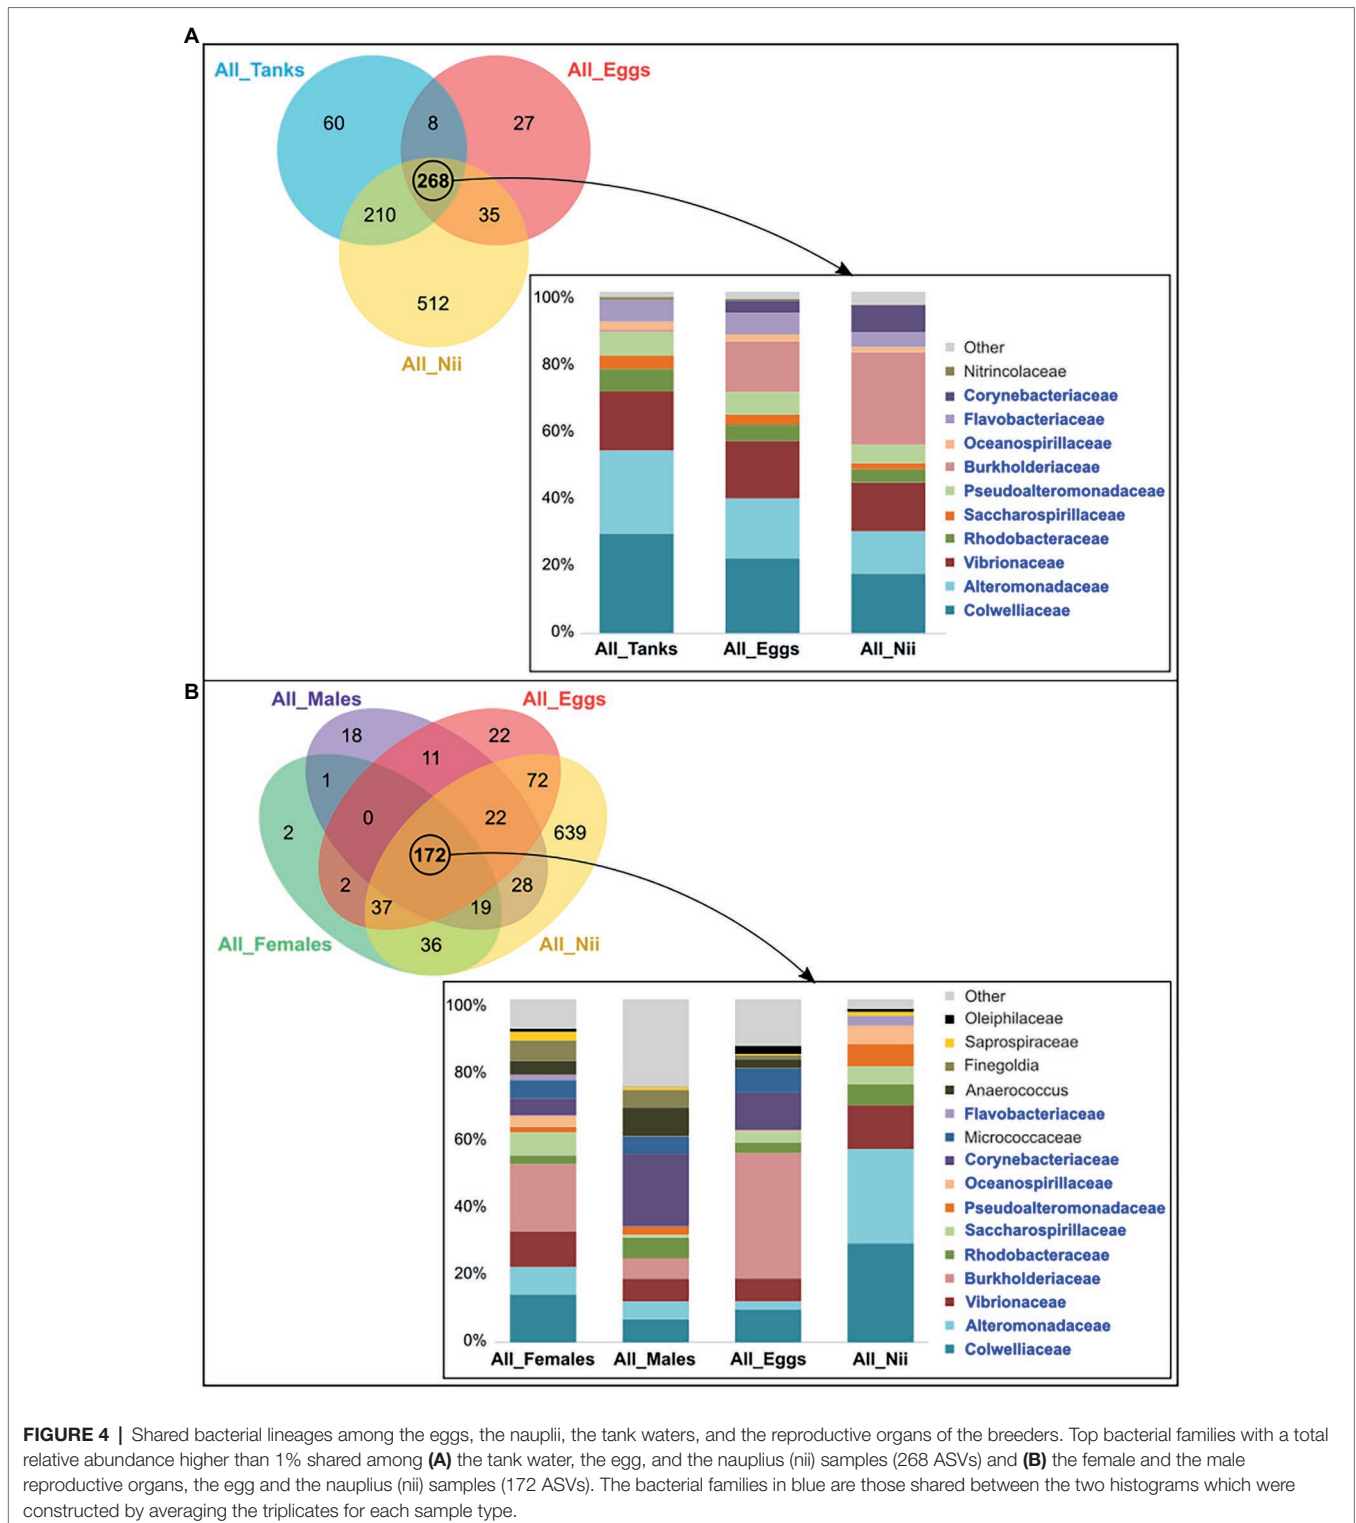 A
All_Tanks
All_Eggs
60
8
27
268
210
35
512
All_Nii
100%
80%
60%
40%
20%
0%
All_Tanks
All_Eggs
All_Nii
Other
Nitrincolaceae
Corynebacteriaceae
Flavobacteriaceae
Oceanospirillaceae
Burkholderiaceae
Pseudoalteromonadaceae
Saccharospirillaceae
Rhodobacteraceae
Vibrionaceae
Alteromonadaceae
Colwelliaceae
B
All_Males
All_Eggs
18
11
22
1
72
2
0
22
639
172
2
37
19
28
All_Females
36
All_Nii
100%
80%
60%
40%
20%
0%
All_Females
All_Males
All_Eggs
All_Nii
Other
Oleiphilaceae
Saprospiraceae
Finegoldia
Anaerococcus
Flavobacteriaceae
Micrococcaceae
Corynebacteriaceae
Oceanospirillaceae
Pseudoalteromonadaceae
Saccharospirillaceae
Rhodobacteraceae
Burkholderiaceae
Vibrionaceae
Alteromonadaceae
Colwelliaceae
FIGURE 4 | Shared bacterial lineages among the eggs, the nauplii, the tank waters, and the reproductive organs of the breeders. Top bacterial families with a total
relative abundance higher than 1% shared among (A) the tank water, the egg, and the nauplius (nii) samples (268 ASVs) and (B) the female and the male
reproductive organs, the egg and the nauplius (nii) samples (172 ASVs). The bacterial families in blue are those shared between the two histograms which were
constructed by averaging the triplicates for each sample type.